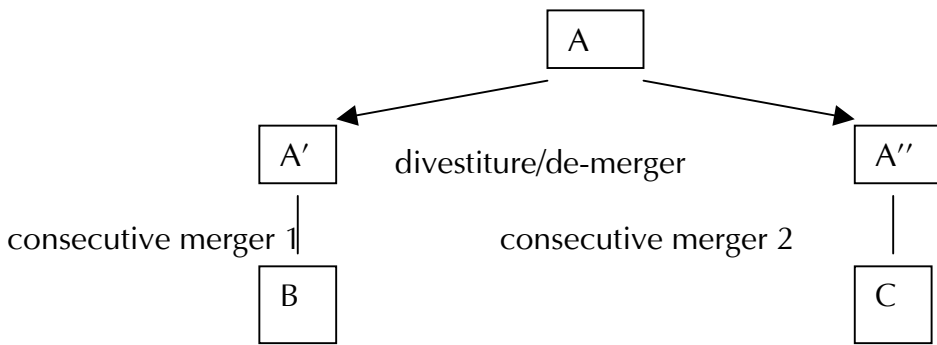 A
A′
divestiture/de-merger
A′′
consecutive merger 1
consecutive merger 2
B
C